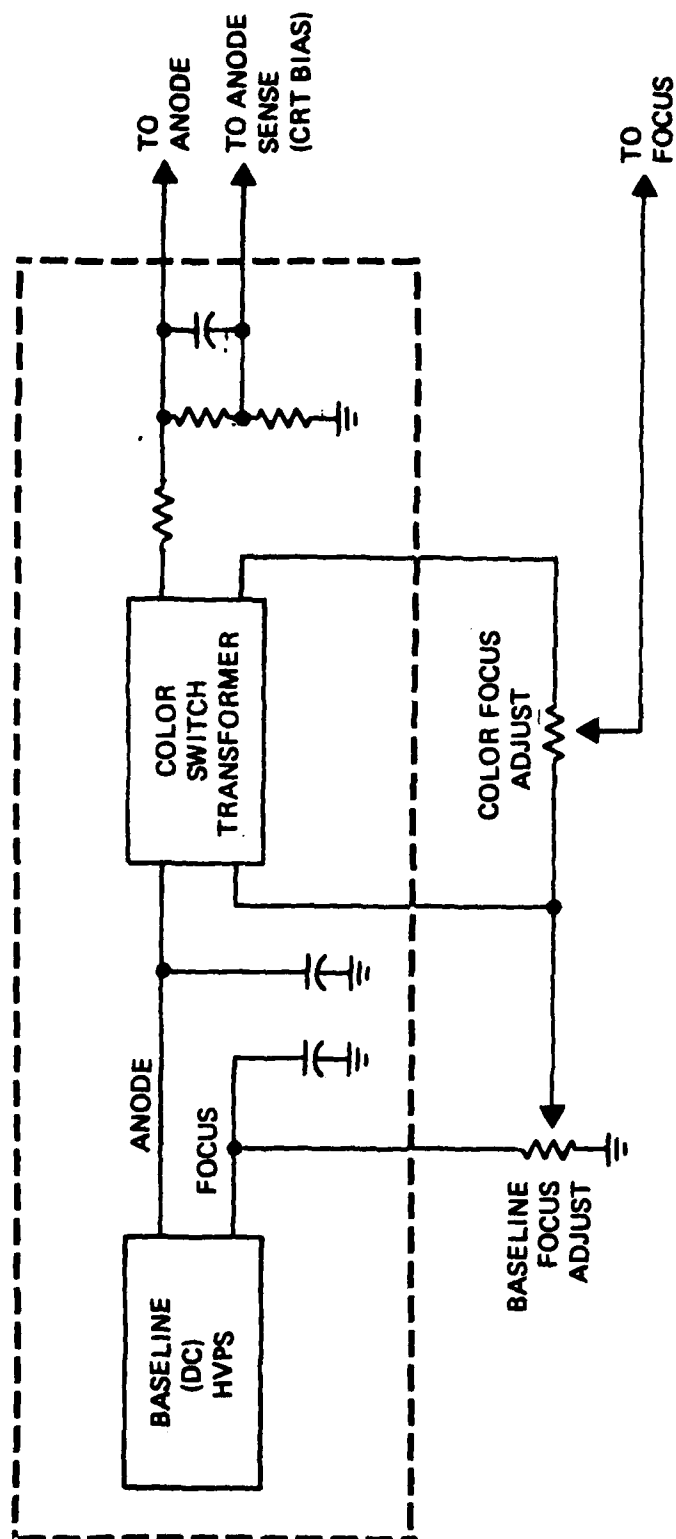 BASELINE
(DC)
HVPS
ANODE
FOCUS
COLOR
SWITCH
TRANSFORMER
TO
ANODE
TO ANODE
SENSE
(CRT BIAS)
BASELINE
FOCUS
ADJUST
COLOR FOCUS
ADJUST
TO
FOCUS